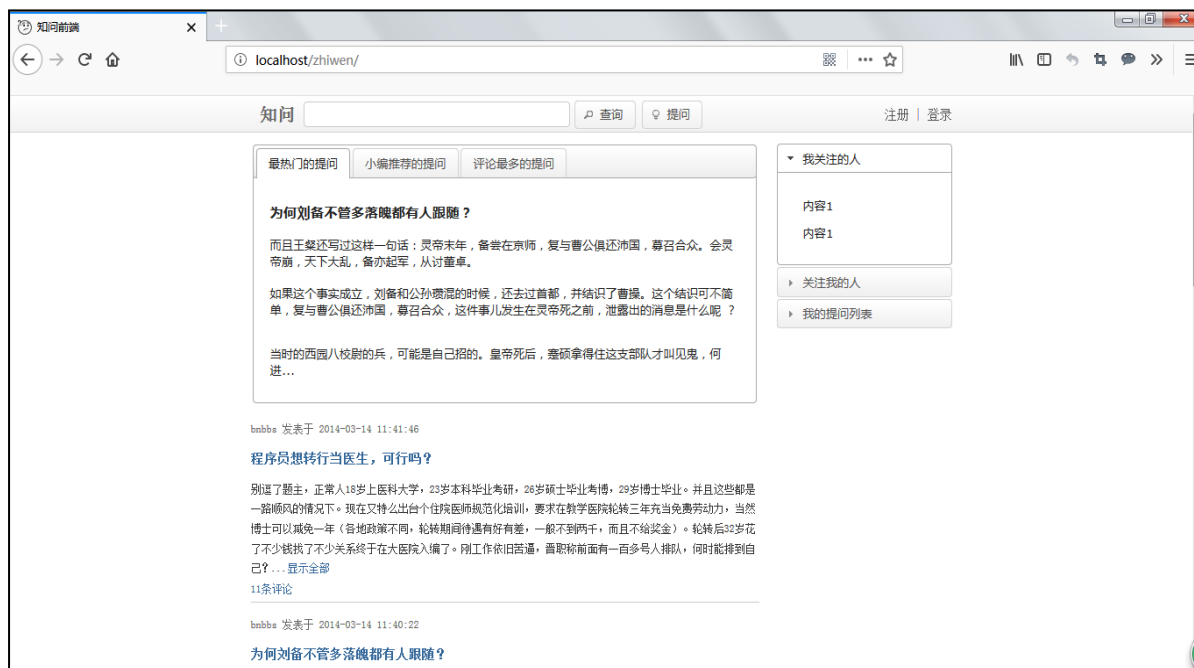 知问前端
localhost/zhiwen/
知问 查询 提问 注册 | 登录
最热门的提问 小编推荐的提问 评论最多的提问
为何刘备不管多落魄都有人跟随？
而且王粲还写过这样一句话：灵帝末年，备尝在京师，复与曹公俱还沛国，募召合众。会灵
帝崩，天下大乱，备亦起军，从讨董卓。
如果这个事实成立，刘备和公孙瓒混的时候，还去过首都，并结识了曹操。这个结识可不简
单，复与曹公俱还沛国，募召合众，这件事儿发生在灵帝死之前，泄露出的消息是什么呢 ？
当时的西园八校尉的兵，可能是自己招的。皇帝死后，蹇硕拿得住这支部队才叫见鬼，何
进...
我关注的人
内容1
内容1
关注我的人
我的提问列表
bnbbs 发表于 2014-03-14 11:41:46
程序员想转行当医生，可行吗？
别逗了题主，正常人18岁上医科大学，23岁本科毕业考研，26岁硕士毕业考博，29岁博士毕业。并且这些都是
一路顺风的情况下。现在又特么出台个住院医师规范化培训，要求在教学医院轮转三年充当免费劳动力，当然
博士可以减免一年（各地政策不同，轮转期间待遇有好有差，一般不到两千，而且不给奖金）。轮转后32岁花
了不少钱找了不少关系终于在大医院入编了。刚工作依旧苦逼，晋职称前面有一百多号人排队，何时能排到自
己？...显示全部
11条评论
bnbbs 发表于 2014-03-14 11:40:22
为何刘备不管多落魄都有人跟随？